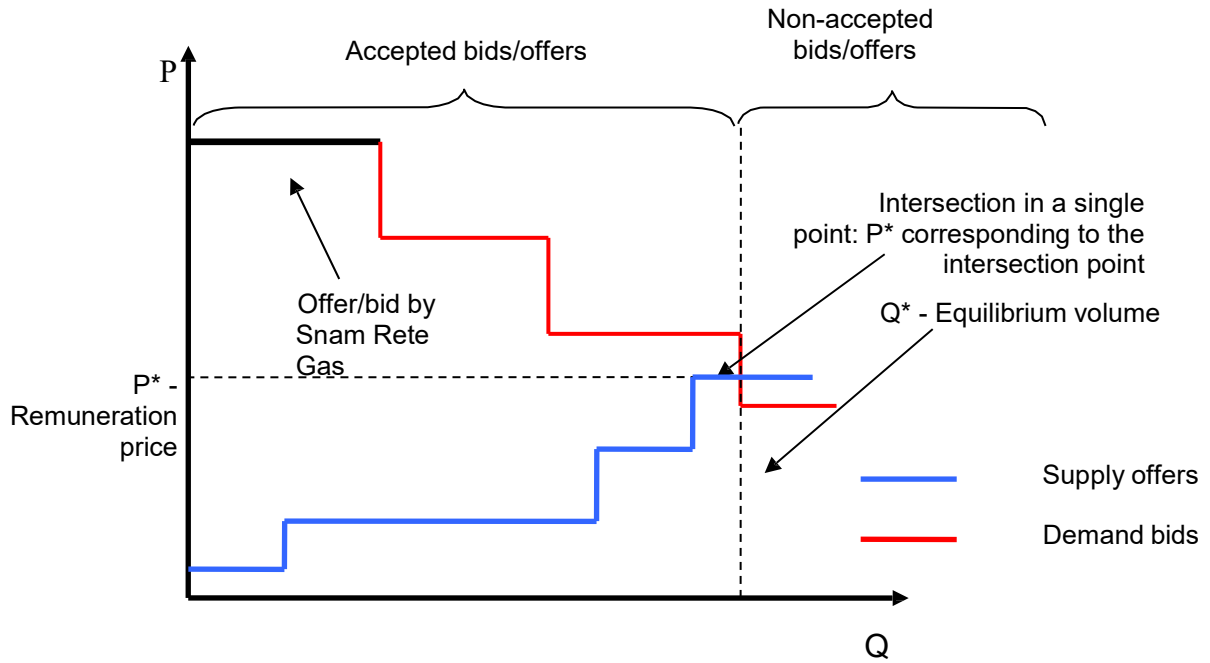 Non-accepted
bids/offers
Accepted bids/offers
P
Intersection in a single
point: P* corresponding to the
intersection point
Offer/bid by
Snam Rete
Gas
Q* - Equilibrium volume
P* -
Remuneration
price
Supply offers
Demand bids
Q